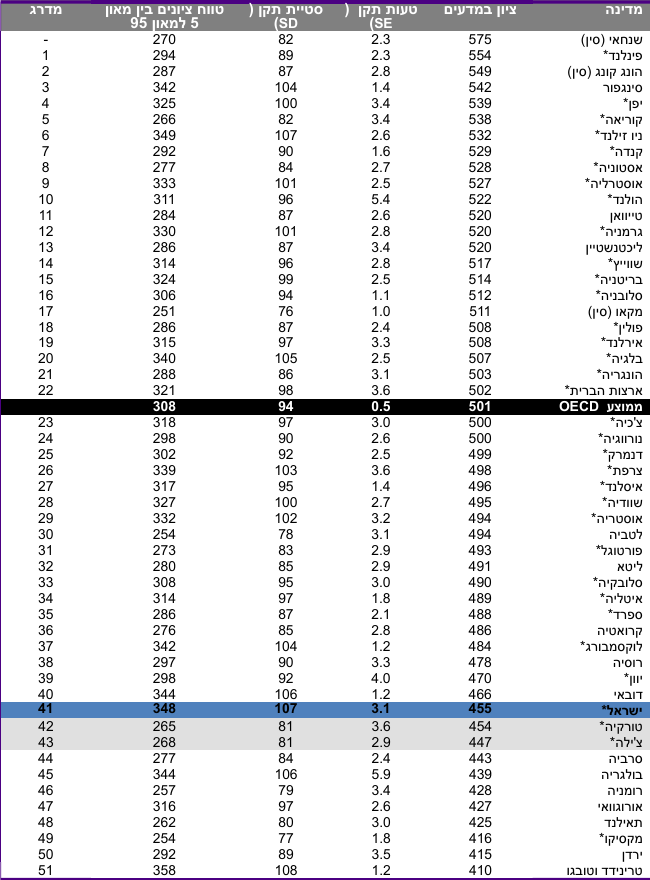 מדינה ציון במדעים טעות תקן ( סטיית תקן ( טווח ציונים בין מאון מדרג
SE) SD) 5 למאון 95
שנחאי (סין) 575 2.3 82 270 -
פינלנד* 554 2.3 89 294 1
הונג קונג (סין) 549 2.8 87 287 2
סינגפור 542 1.4 104 342 3
יפן* 539 3.4 100 325 4
קוריאה* 538 3.4 82 266 5
ניו זילנד* 532 2.6 107 349 6
קנדה* 529 1.6 90 292 7
אסטוניה* 528 2.7 84 277 8
אוסטרליה* 527 2.5 101 333 9
הולנד* 522 5.4 96 311 10
טייוואן 520 2.6 87 284 11
גרמניה* 520 2.8 101 330 12
ליכטנשטיין 520 3.4 87 286 13
שווייץ* 517 2.8 96 314 14
בריטניה* 514 2.5 99 324 15
סלובניה* 512 1.1 94 306 16
מקאו (סין) 511 1.0 76 251 17
פולין* 508 2.4 87 286 18
אירלנד* 508 3.3 97 315 19
בלגיה* 507 2.5 105 340 20
הונגריה* 503 3.1 86 288 21
ארצות הברית* 502 3.6 98 321 22
ממוצע OECD 501 0.5 94 308
צ'כיה* 500 3.0 97 318 23
נורווגיה* 500 2.6 90 298 24
דנמרק* 499 2.5 92 302 25
צרפת* 498 3.6 103 339 26
איסלנד* 496 1.4 95 317 27
שוודיה* 495 2.7 100 327 28
אוסטריה* 494 3.2 102 332 29
לטביה 494 3.1 78 254 30
פורטוגל* 493 2.9 83 273 31
ליטא 491 2.9 85 280 32
סלובקיה* 490 3.0 95 308 33
איטליה* 489 1.8 97 314 34
ספרד* 488 2.1 87 286 35
קרואטיה 486 2.8 85 276 36
לוקסמבורג* 484 1.2 104 342 37
רוסיה 478 3.3 90 297 38
יוון* 470 4.0 92 298 39
דובאי 466 1.2 106 344 40
ישראל* 455 3.1 107 348 41
טורקיה* 454 3.6 81 265 42
צ'ילה* 447 2.9 81 268 43
סרביה 443 2.4 84 277 44
בולגריה 439 5.9 106 344 45
רומניה 428 3.4 79 257 46
אורוגוואי 427 2.6 97 316 47
תאילנד 425 3.0 80 262 48
מקסיקו* 416 1.8 77 254 49
ירדן 415 3.5 89 292 50
טרינידד וטובגו 410 1.2 108 358 51